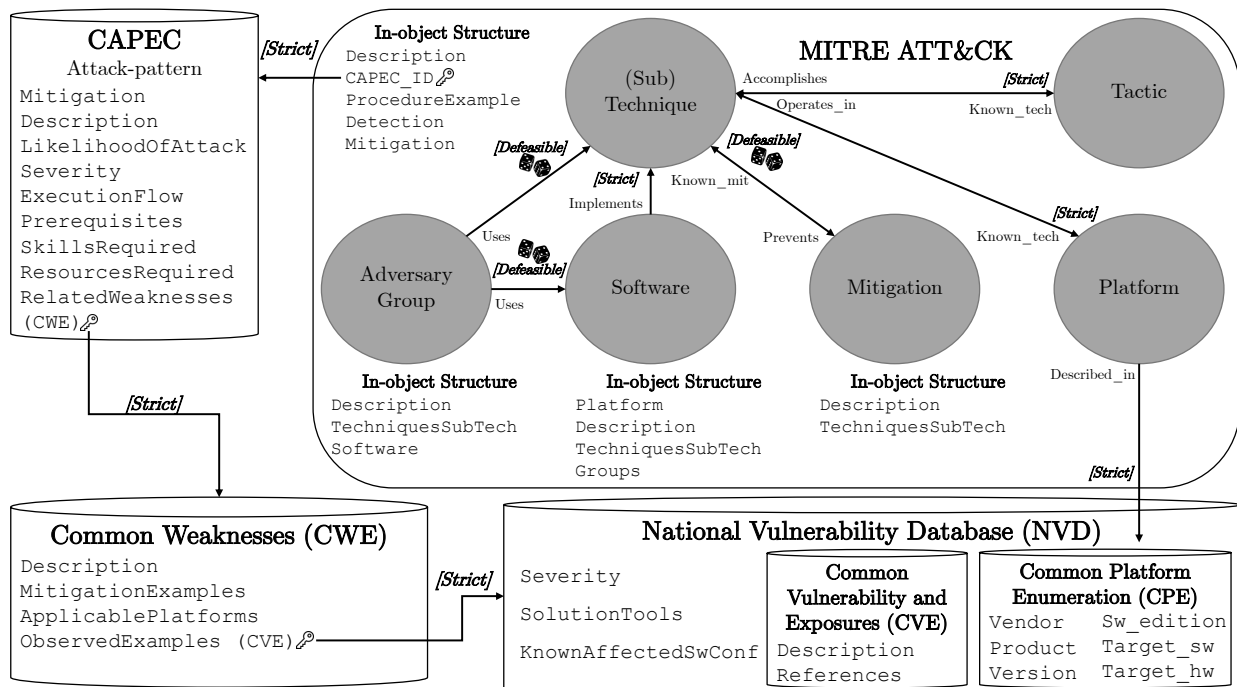 CAPEC
Attack-pattern
Mitigation
Description
LikelihoodOfAttack
Severity
ExecutionFlow
Prerequisites
SkillsRequired
ResourcesRequired
RelatedWeaknesses
(CWE)
[Strict]
In-object Structure
Description
CAPEC_ID
ProcedureExample
Detection
Mitigation
MITRE ATT&CK
(Sub)
Technique
Accomplishes
[Strict]
Operates_in
Known_tech
Tactic
[Defeasible]
[Defeasible]
[Strict]
Known_mit
Implements
[Strict]
Uses
Prevents
Known_tech
[Defeasible]
Uses
Adversary
Group
Software
Mitigation
Platform
In-object Structure
Description
TechniquesSubTech
Software
In-object Structure
Platform
Description
TechniquesSubTech
Groups
In-object Structure
Description
TechniquesSubTech
Described_in
[Strict]
[Strict]
Common Weaknesses (CWE)
Description
MitigationExamples
ApplicablePlatforms
ObservedExamples (CVE)
[Strict]
National Vulnerability Database (NVD)
Severity
SolutionTools
KnownAffectedSwConf
Common
Vulnerability and
Exposures (CVE)
Description
References
Common Platform
Enumeration (CPE)
Vendor Sw_edition
Product Target_sw
Version Target_hw